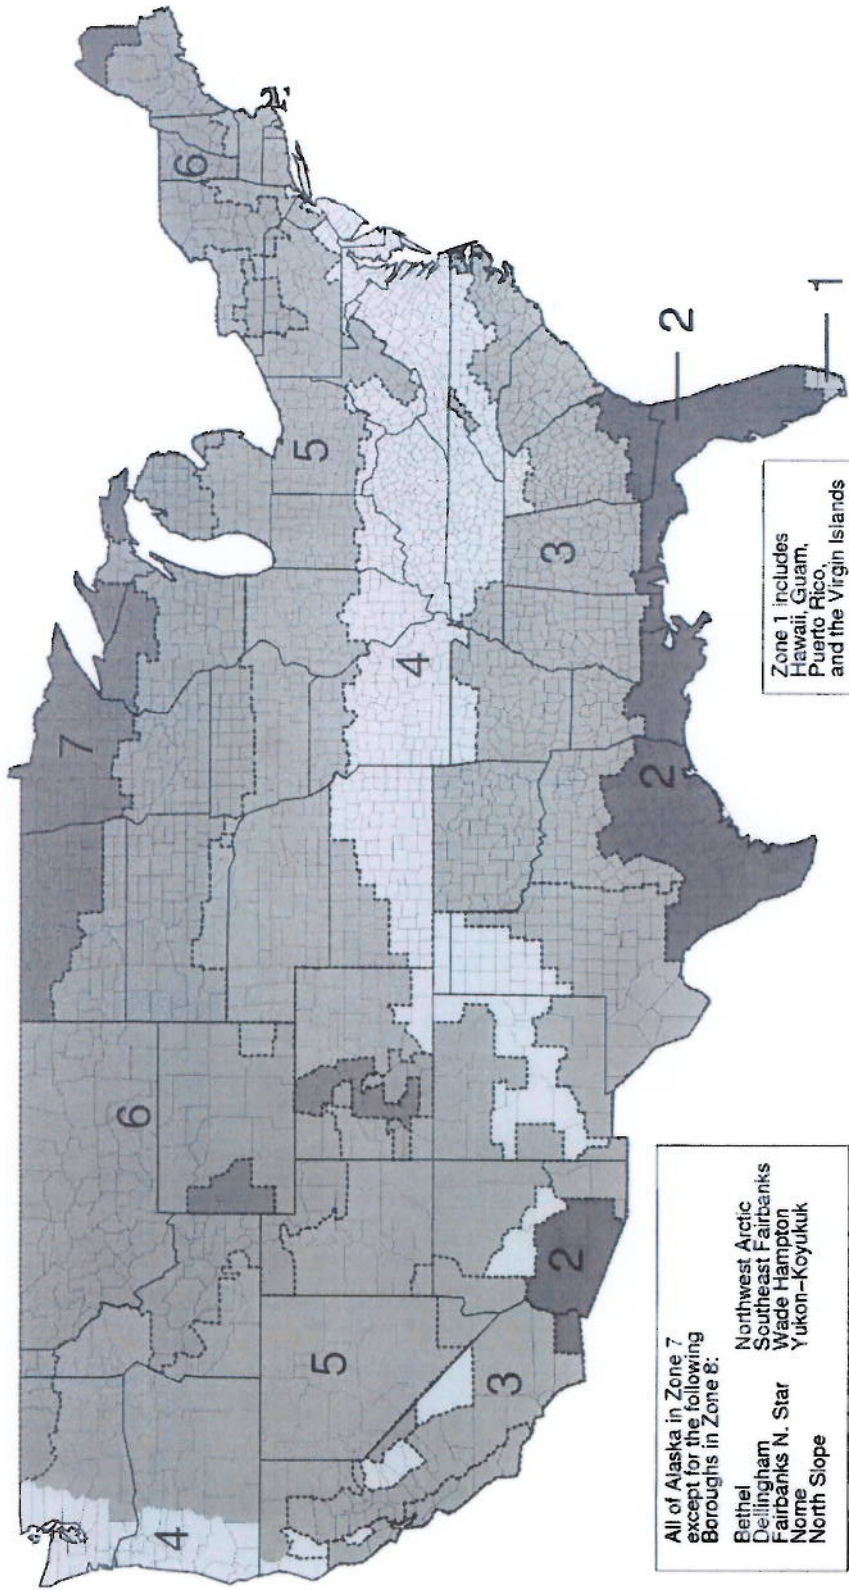 6
5
7
6
5
4
4
3
3
2
2
2
1
All of Alaska in Zone 7
except for the following
Boroughs in Zone 8:
Bethel
Dellingham
Fairbanks N. Star
Nome
North Slope
Northwest Arctic
Southeast Fairbanks
Wade Hampton
Yukon-Koyukuk
Zone 1 includes
Hawaii, Guam,
Puerto Rico,
and the Virgin Islands